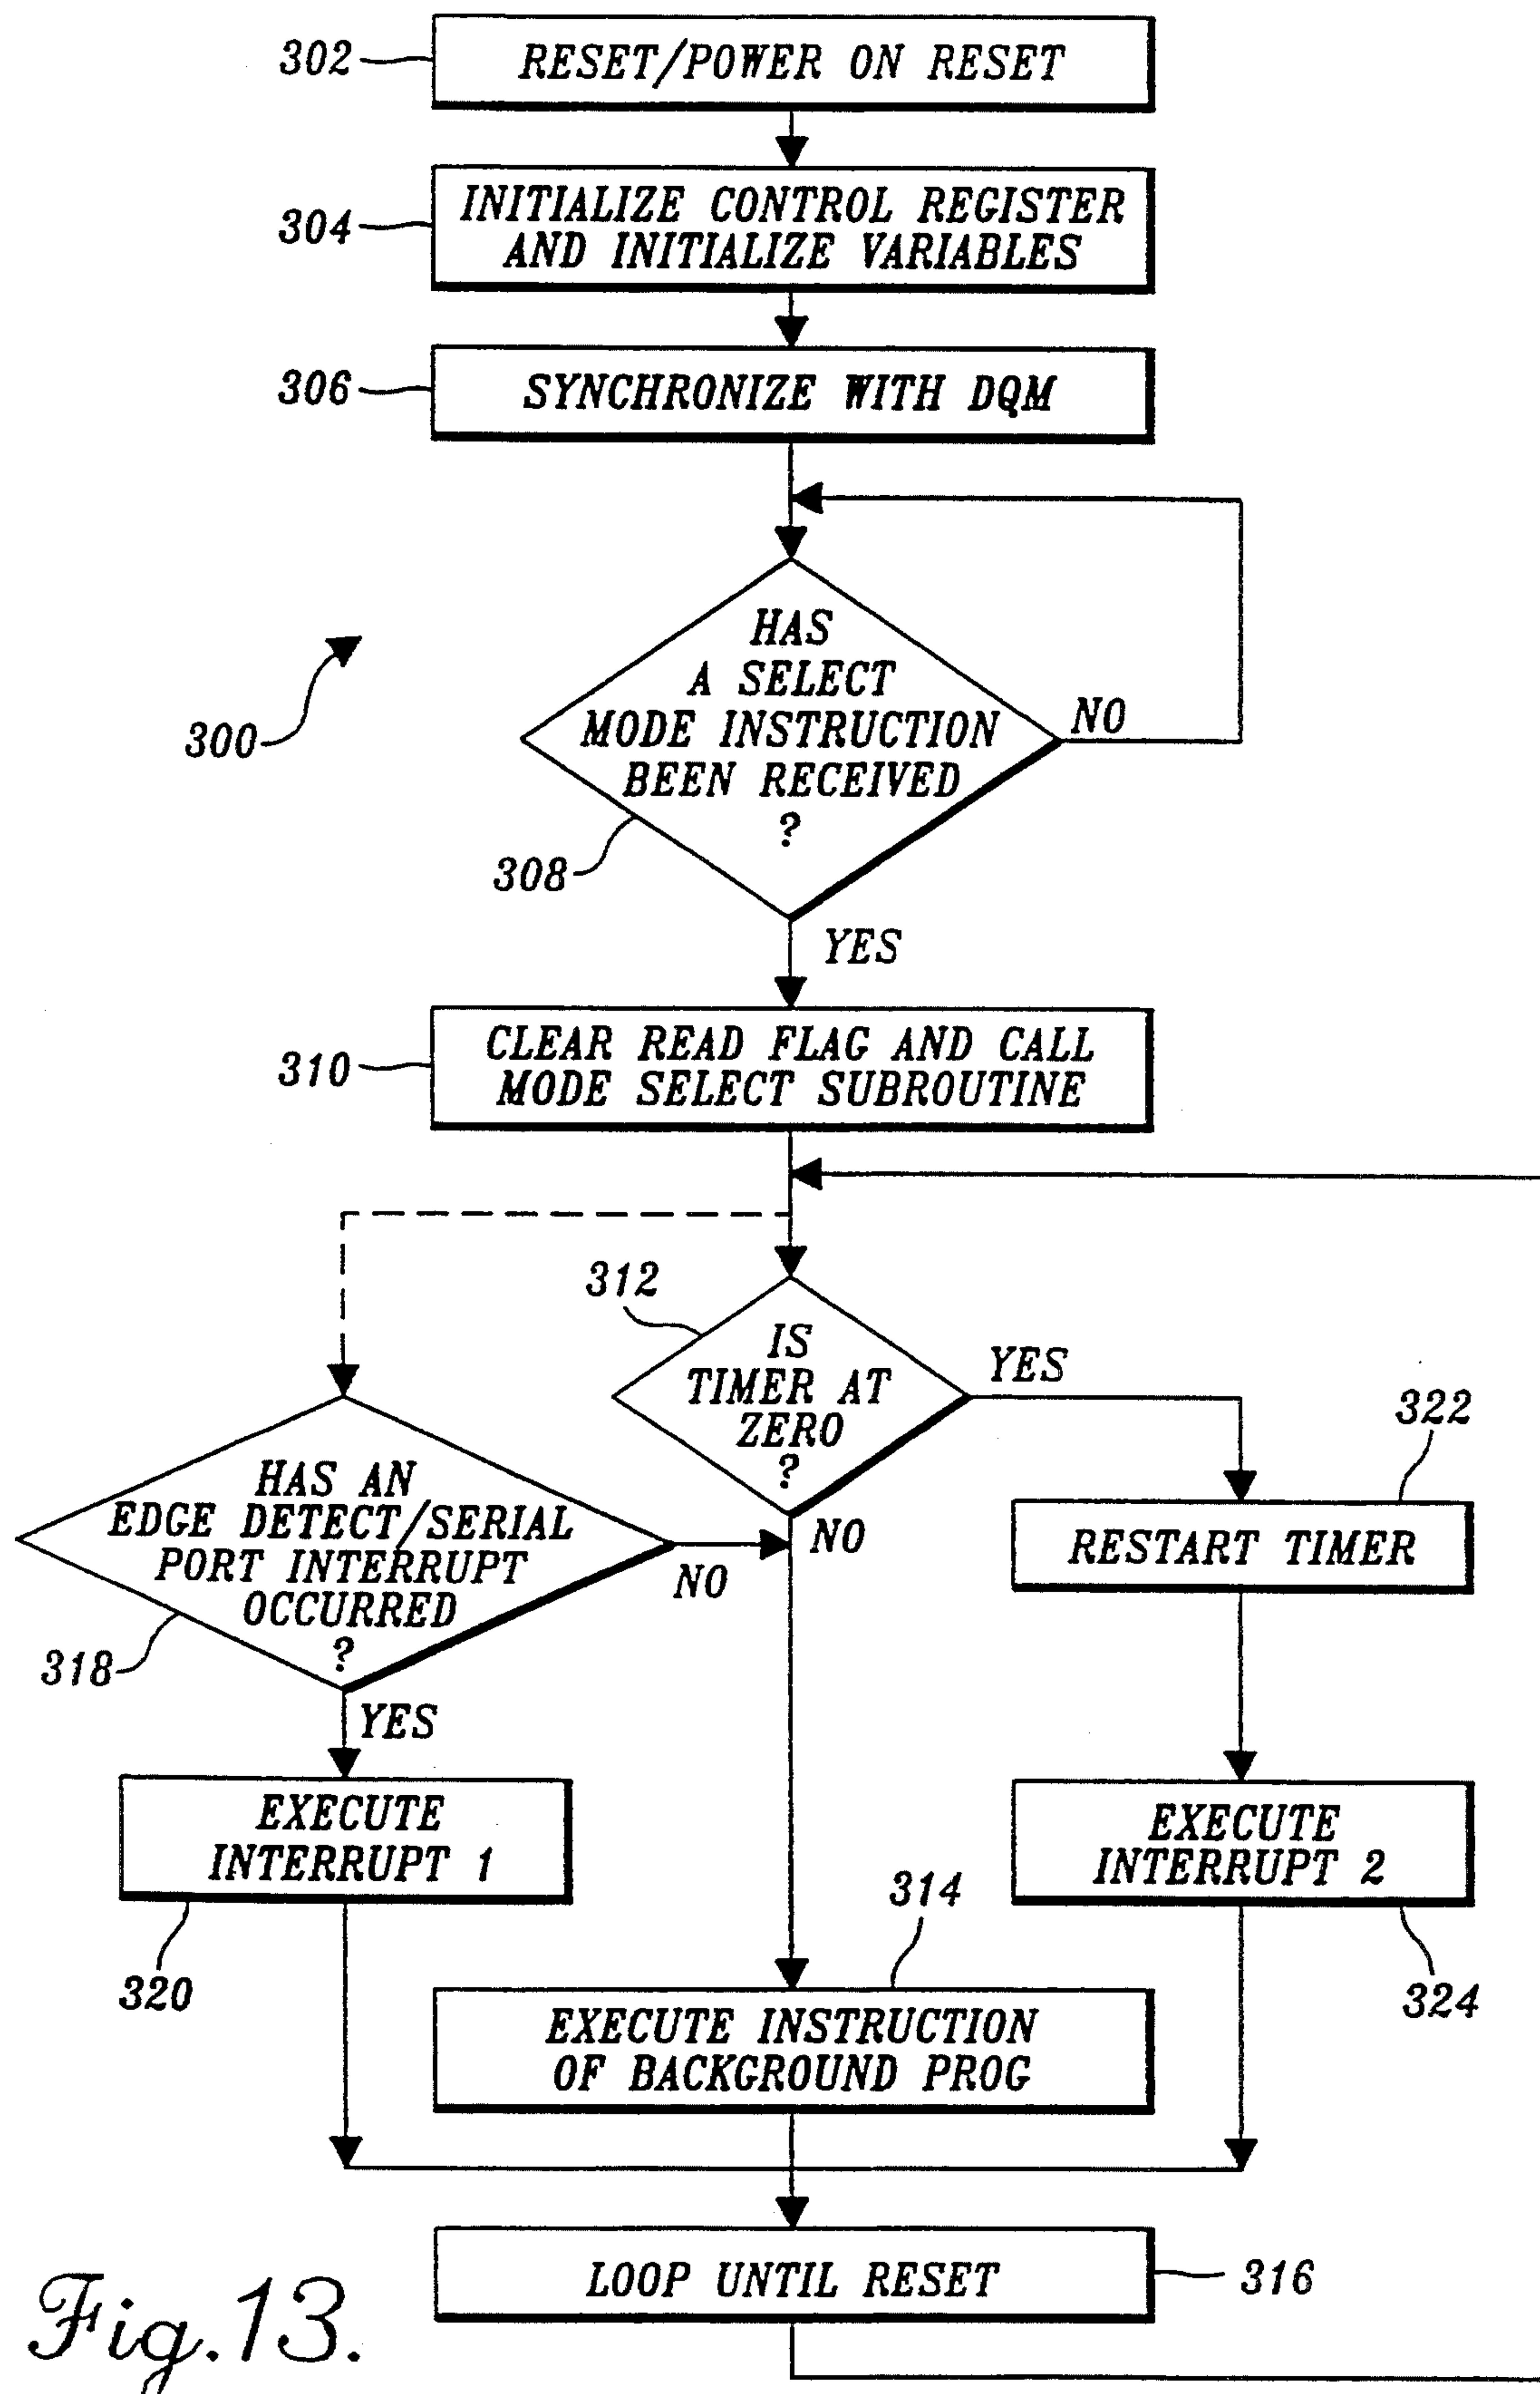 302
RESET/POWER ON RESET
304
INITIALIZE CONTROL REGISTER
AND INITIALIZE VARIABLES
306
SYNCHRONIZE WITH DQM
300
HAS
A SELECT
MODE INSTRUCTION
BEEN RECEIVED
?
NO
308
YES
310
CLEAR READ FLAG AND CALL
MODE SELECT SUBROUTINE
312
IS
TIMER AT
ZERO
?
YES
NO
322
RESTART TIMER
HAS AN
EDGE DETECT/SERIAL
PORT INTERRUPT
OCCURRED
?
NO
318
YES
EXECUTE
INTERRUPT 1
320
EXECUTE
INTERRUPT 2
324
314
EXECUTE INSTRUCTION
OF BACKGROUND PROG
LOOP UNTIL RESET
316
Fig.13.